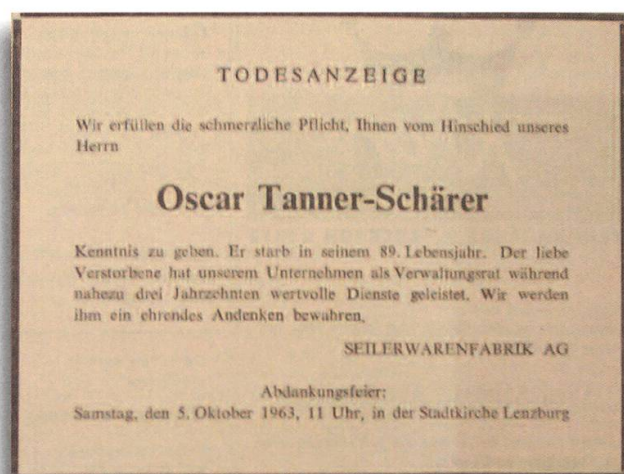 TODESANZEIGE
Wir erfüllen die schmerzliche Pflicht, Ihnen vom Hinschied unseres
Herrn
Oscar Tanner-Schärer
Kenntnis zu geben. Er starb in seinem 89. Lebensjahr. Der liebe
Verstorbene hat unserem Unternehmen als Verwaltungsrat während
nahezu drei Jahrzehnten wertvolle Dienste geleistet. Wir werden
ihm ein ehrendes Andenken bewahren.
SEILERWARENFABRIK AG
Abdankungsfeier:
Samstag, den 5. Oktober 1963, 11 Uhr, in der Stadtkirche Lenzburg